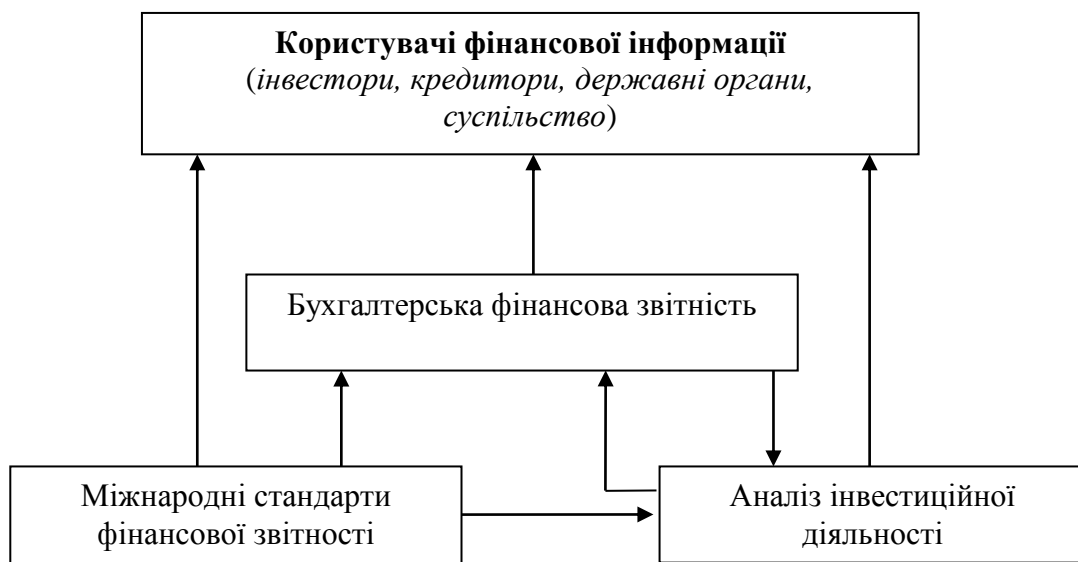 Користувачі фінансової інформації
(інвестори, кредитори, державні органи,
суспільство)
Бухгалтерська фінансова звітність
Міжнародні стандарти
фінансової звітності
Аналіз інвестиційної
діяльності